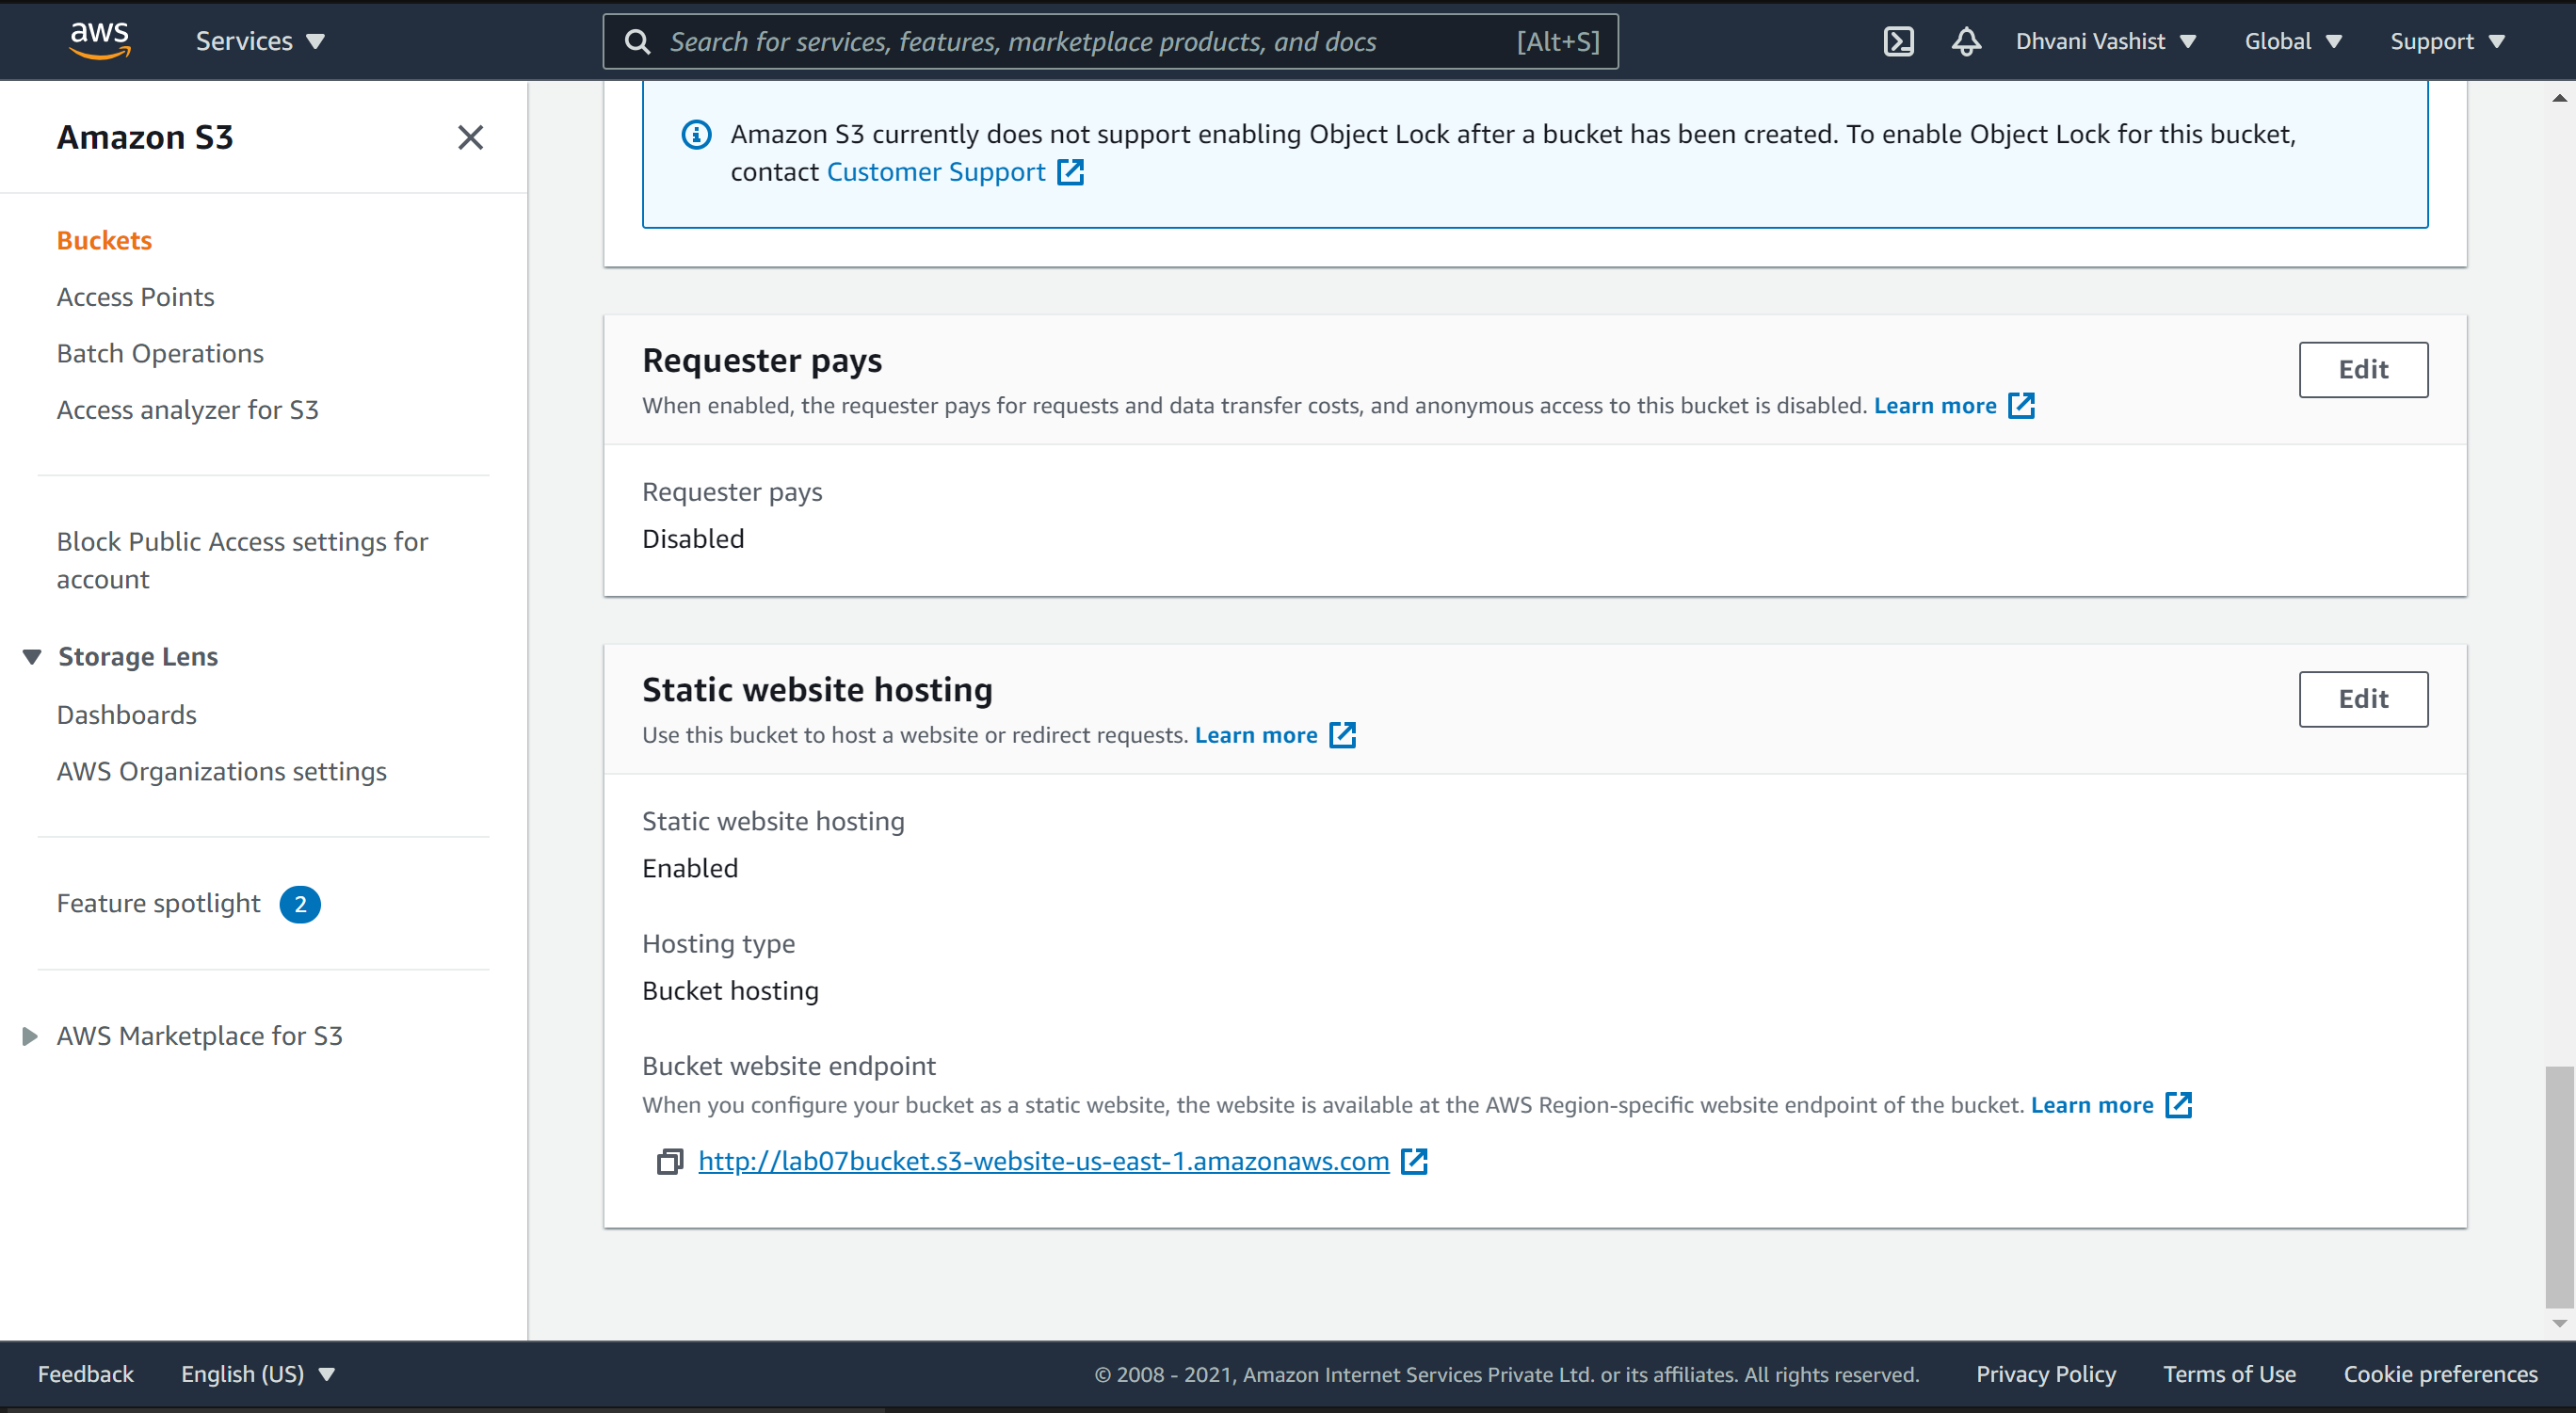 aws
Services
Search for services, features, marketplace products, and docs
[Alt+S]
Dhvani Vashist
Global
Support
Amazon S3
Buckets
Access Points
Batch Operations
Access analyzer for S3
Block Public Access settings for
account
Storage Lens
Dashboards
AWS Organizations settings
Feature spotlight 2
AWS Marketplace for S3
Amazon S3 currently does not support enabling Object Lock after a bucket has been created. To enable Object Lock for this bucket,
contact Customer Support
Requester pays
Edit
When enabled, the requester pays for requests and data transfer costs, and anonymous access to this bucket is disabled. Learn more
Requester pays
Disabled
Static website hosting
Edit
Use this bucket to host a website or redirect requests. Learn more
Static website hosting
Enabled
Hosting type
Bucket hosting
Bucket website endpoint
When you configure your bucket as a static website, the website is available at the AWS Region-specific website endpoint of the bucket. Learn more
http://lab07bucket.s3-website-us-east-1.amazonaws.com
Feedback
English (US)
© 2008 - 2021, Amazon Internet Services Private Ltd. or its affiliates. All rights reserved.
Privacy Policy
Terms of Use
Cookie preferences